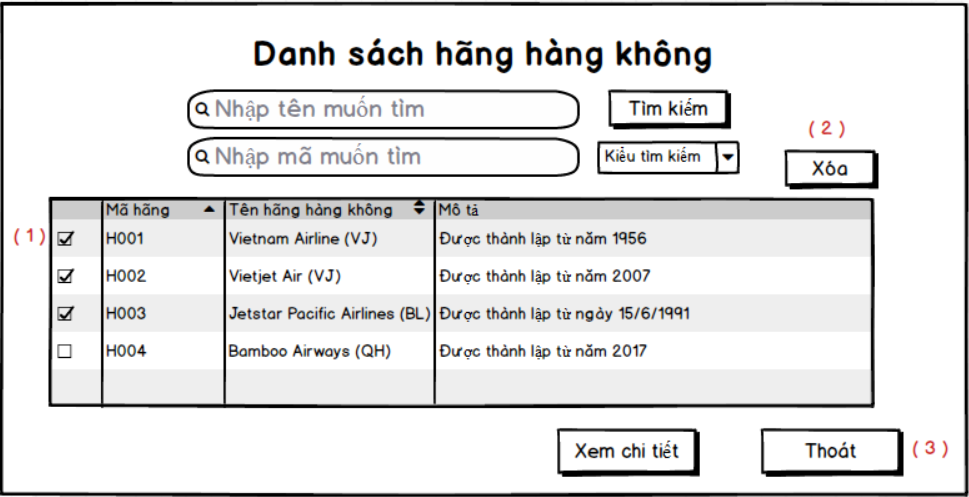 Danh sách hãng hàng không
Nhập tên muốn tìm
Tìm kiếm
( 2 )
Nhập mã muốn tìm
Kiểu tìm kiếm
Xóa
Mã hãng Tên hãng hàng không Mô tả
( 1 ) H001 Vietnam Airline (VJ) Được thành lập từ năm 1956
H002 Vietjet Air (VJ) Được thành lập từ năm 2007
H003 Jetstar Pacific Airlines (BL) Được thành lập từ ngày 15/6/1991
H004 Bamboo Airways (QH) Được thành lập từ năm 2017
Xem chi tiết Thoát ( 3 )